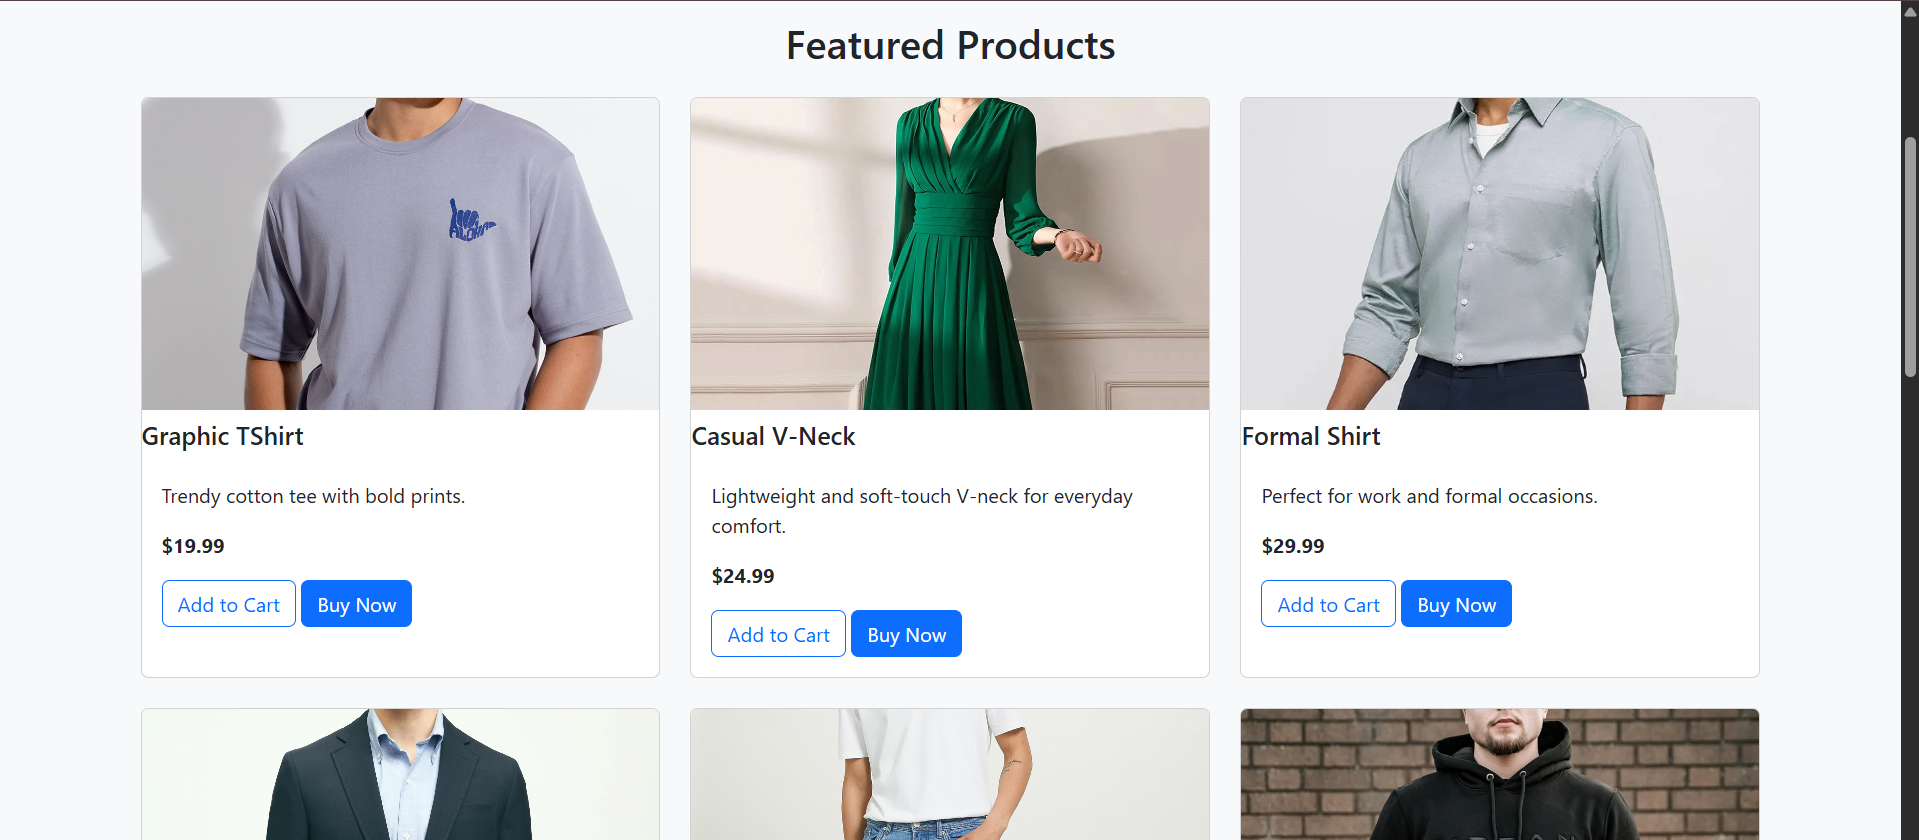 Featured Products
ALOHA
Graphic TShirt
Trendy cotton tee with bold prints.
$19.99
Add to Cart
Buy Now
Casual V-Neck
Lightweight and soft-touch V-neck for everyday
comfort.
$24.99
Add to Cart
Buy Now
Formal Shirt
Perfect for work and formal occasions.
$29.99
Add to Cart
Buy Now